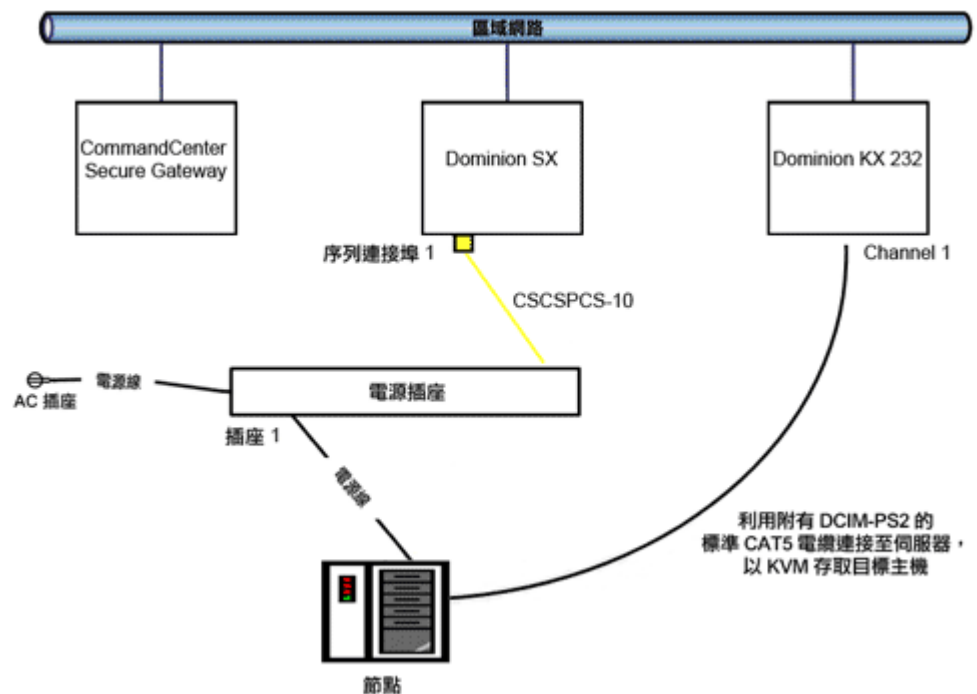 區域網路
CommandCenter
Secure Gateway
Dominion SX
Dominion KX 232
序列連接埠 1
Channel 1
CSCSPCS-10
電源線
AC 插座
電源插座
插座 1
電源線
利用附有 DCIM-PS2 的
標準 CAT5 電纜連接至伺服器，
以 KVM 存取目標主機
節點